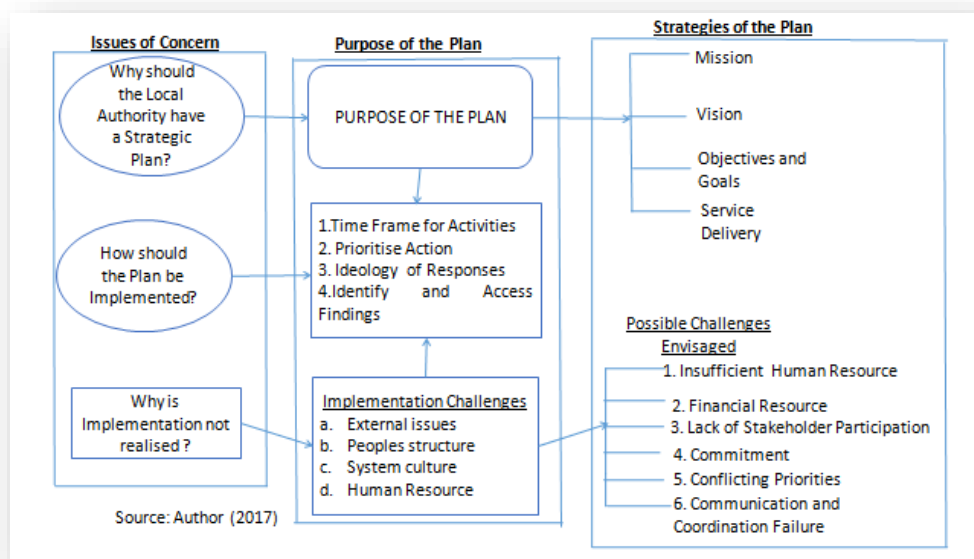 Issues of Concern
Why should
the Local
Authority have
a Strategic
Plan?
How should
the Plan be
Implemented?
Why is
Implementation not
realised ?
Source: Author (2017)
Purpose of the Plan
PURPOSE OF THE PLAN
1.Time Frame for Activities
2. Prioritise Action
3. Ideology of Responses
4.Identify and Access
Findings
Implementation Challenges
a. External issues
b. Peoples structure
c. System culture
d. Human Resource
Strategies of the Plan
Mission
Vision
Objectives and
Goals
Service
Delivery
Possible Challenges
Envisaged
1. Insufficient Human Resource
2. Financial Resource
3. Lack of Stakeholder Participation
4. Commitment
5. Conflicting Priorities
6. Communication and
Coordination Failure